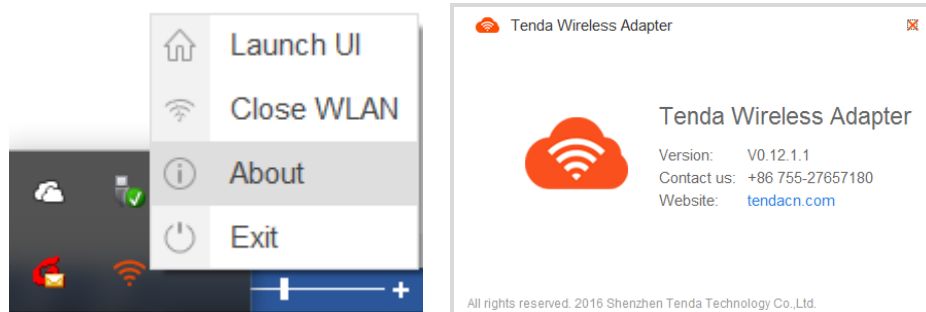 Launch UI
Close WLAN
About
Exit
Tenda Wireless Adapter
Tenda Wireless Adapter
Version: V0.12.1.1
Contact us: +86 755-27657180
Website: tendacn.com
All rights reserved. 2016 Shenzhen Tenda Technology Co.,Ltd.